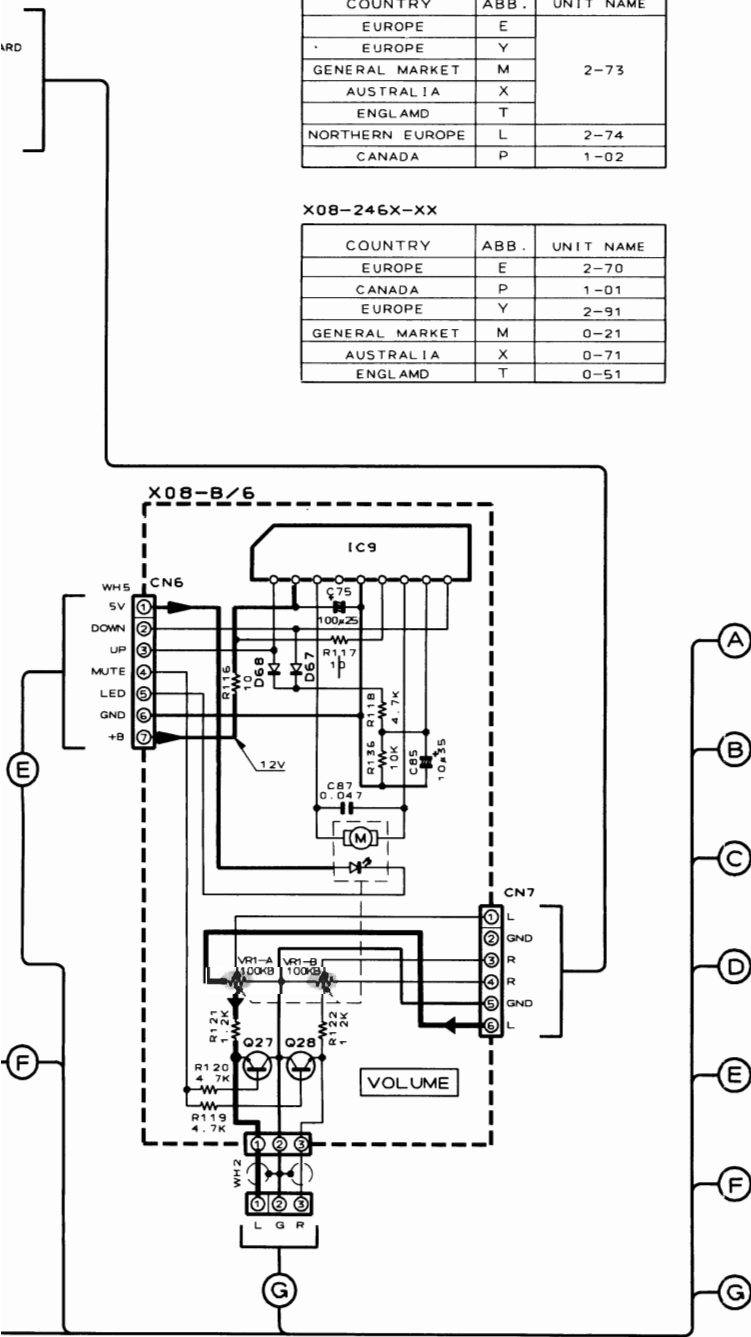 COUNTRY ABB. UNIT NAME
EUROPE E
EUROPE Y
GENERAL MARKET M 2-73
AUSTRALIA X
ENGLAMD T
NORTHERN EUROPE L 2-74
CANADA P 1-02
ARD
X08-246X-XX
COUNTRY ABB. UNIT NAME
EUROPE E 2-70
CANADA P 1-01
EUROPE Y 2-91
GENERAL MARKET M 0-21
AUSTRALIA X 0-71
ENGLAMD T 0-51
X08-B/6
IC9
WH5 CN6
5V 1
DOWN 2
UP 3
MUTE 4
LED 5
GND 6
+B 7
C75
100µ25
R117
10
D68
D67
R116
10
R118
4.7K
R136
10K
C85
10µ35
12V
C87
0.047
M
CN7
1 L
2 GND
3 R
4 R
5 GND
6 L
VR1-A
100KB
VR1-B
100KB
R121
1.2K
R122
1.2K
Q27
Q28
R120
4.7K
R119
4.7K
VOLUME
1 2 3
WH2
1 2 3
L G R
G
E
F
A
B
C
D
E
F
G